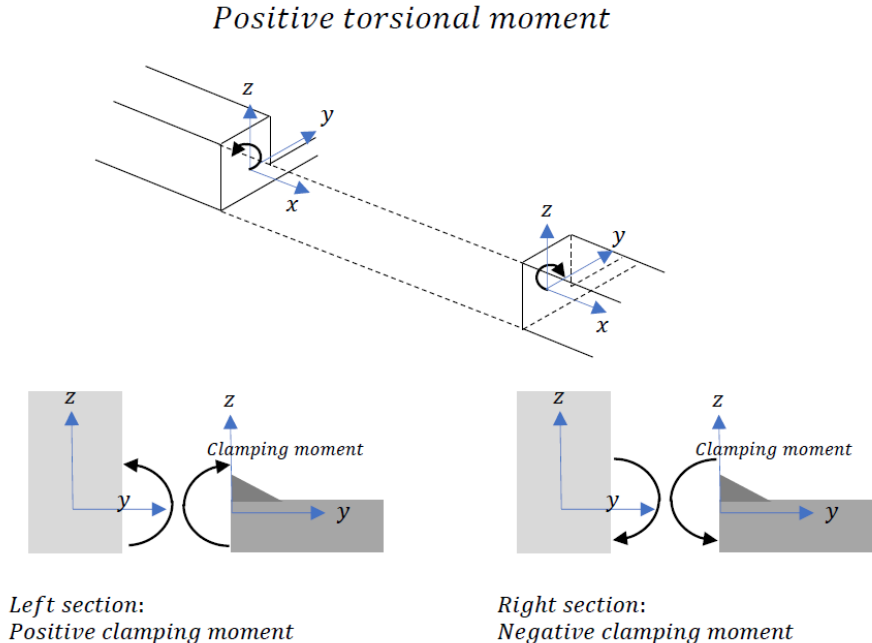 Positive torsional moment
z
y
x
z
y
x
z
Clamping moment
y
y
z
z
Clamping moment
y
y
z
Left section:
Positive clamping moment
Right section:
Negative clamping moment